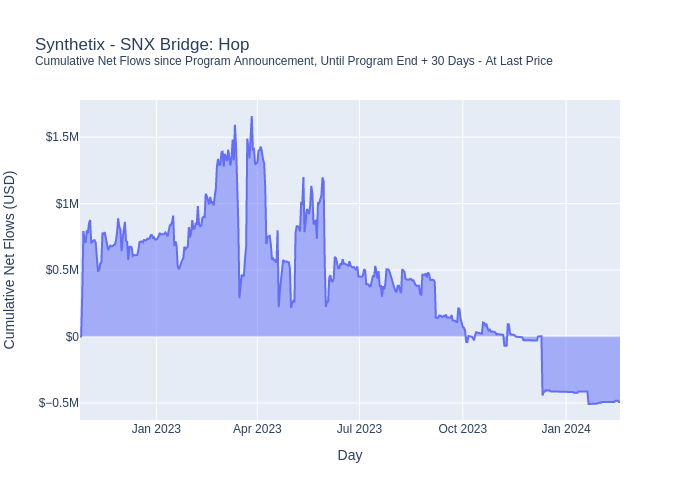 Synthetix - SNX Bridge: Hop
Cumulative Net Flows since Program Announcement, Until Program End + 30 Days - At Last Price
Cumulative Net Flows (USD)
$1.5M
$1M
$0.5M
$0
$−0.5M
Jan 2023
Apr 2023
Jul 2023
Oct 2023
Jan 2024
Day